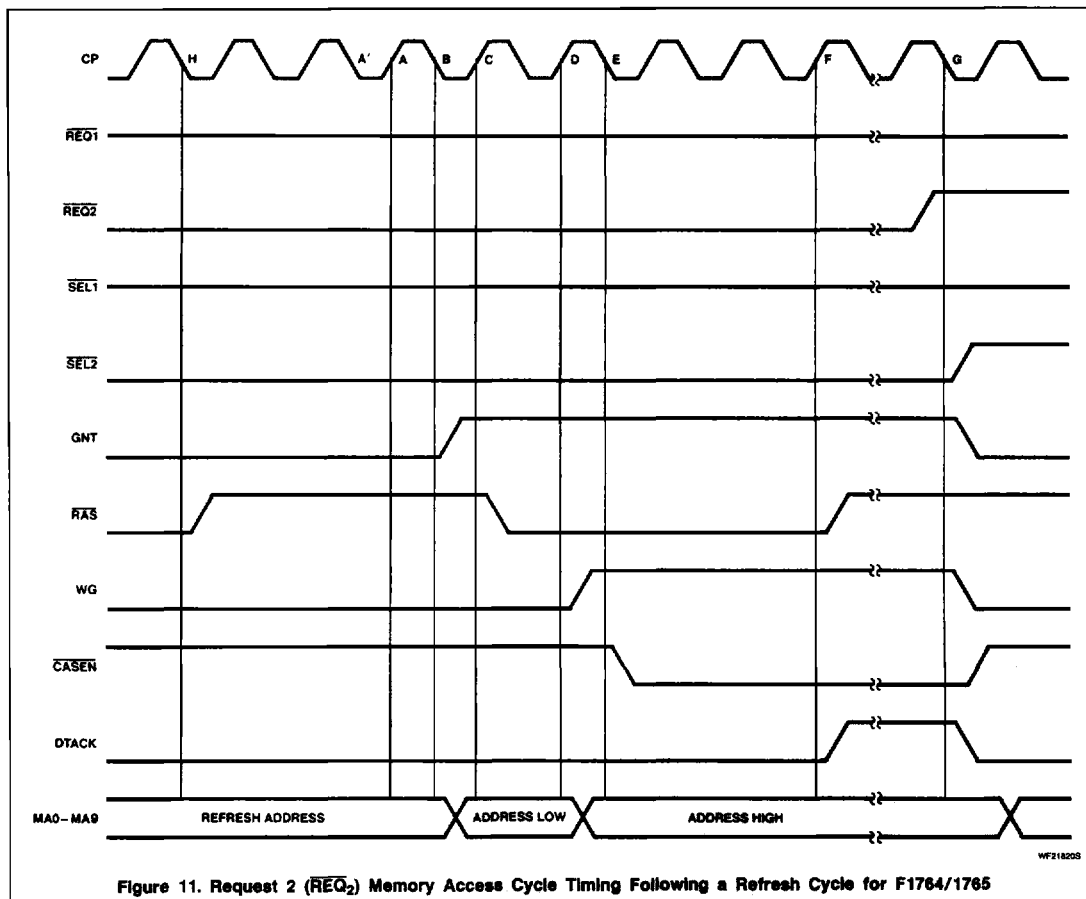 CP H A' A B C D E F G
REQ1
REQ2
SEL1
SEL2
GNT
RAS
WG
CASEN
DTACK
MA0–MA9 REFRESH ADDRESS ADDRESS LOW ADDRESS HIGH
WF21820S
Figure 11. Request 2 (REQ2) Memory Access Cycle Timing Following a Refresh Cycle for F1764/1765